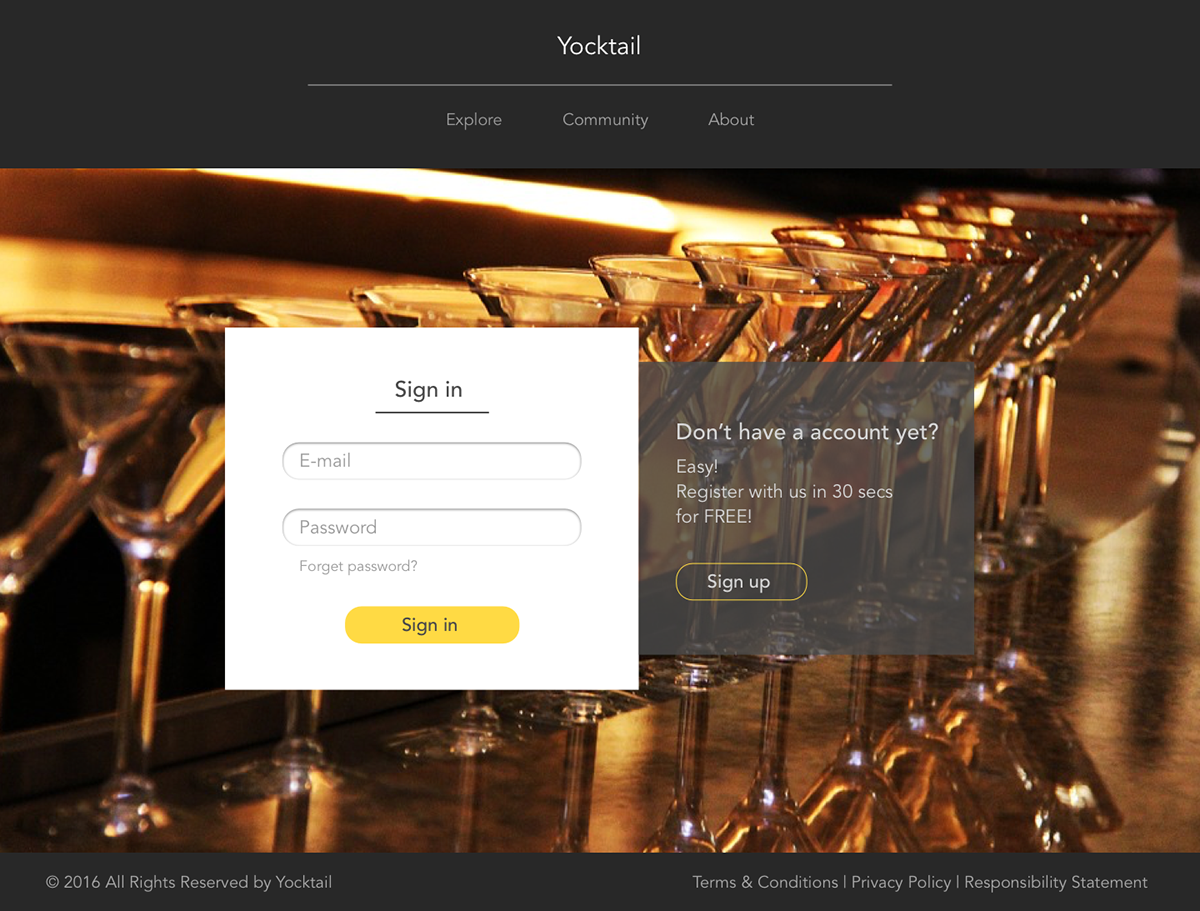 Yocktail
Explore
Community
About
Sign in
E-mail
Password
Forget password?
Sign in
Don’t have a account yet?
Easy!
Register with us in 30 secs
for FREE!
Sign up
© 2016 All Rights Reserved by Yocktail
Terms & Conditions | Privacy Policy | Responsibility Statement